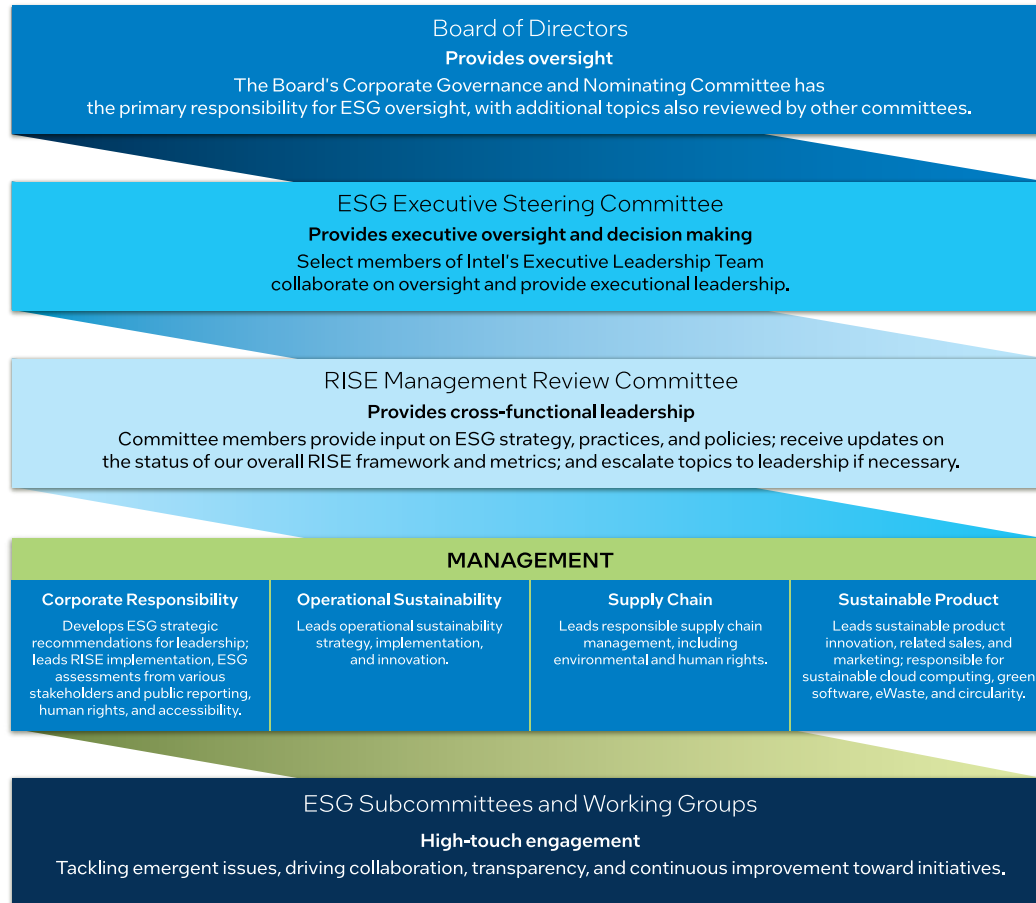 Board of Directors
Provides oversight
The Board's Corporate Governance and Nominating Committee has
the primary responsibility for ESG oversight, with additional topics also reviewed by other committees.
ESG Executive Steering Committee
Provides executive oversight and decision making
Select members of Intel's Executive Leadership Team
collaborate on oversight and provide executional leadership.
RISE Management Review Committee
Provides cross-functional leadership
Committee members provide input on ESG strategy, practices, and policies; receive updates on
the status of our overall RISE framework and metrics; and escalate topics to leadership if necessary.
MANAGEMENT
Corporate Responsibility
Develops ESG strategic
recommendations for leadership;
leads RISE implementation, ESG
assessments from various
stakeholders and public reporting,
human rights, and accessibility.
Operational Sustainability
Leads operational sustainability
strategy, implementation,
and innovation.
Supply Chain
Leads responsible supply chain
management, including
environmental and human rights.
Sustainable Product
Leads sustainable product
innovation, related sales, and
marketing; responsible for
sustainable cloud computing, green
software, eWaste, and circularity.
ESG Subcommittees and Working Groups
High-touch engagement
Tackling emergent issues, driving collaboration, transparency, and continuous improvement toward initiatives.